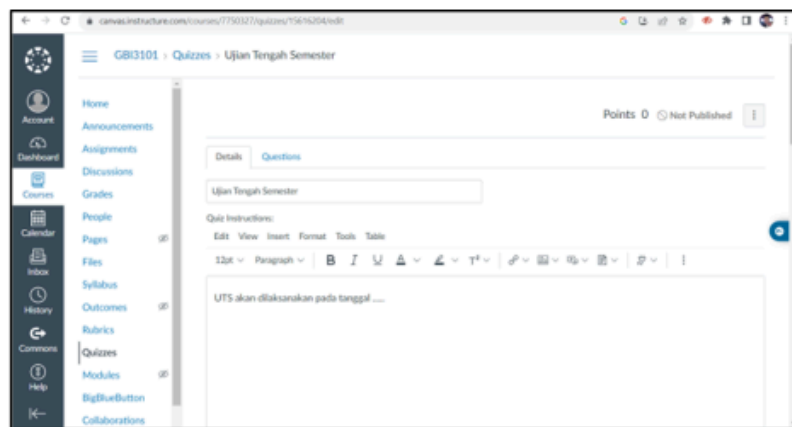 canvas.instructure.com/courses/7750327/quizzes/15616204/edit
GBI3101 › Quizzes › Ujian Tengah Semester
Account
Dashboard
Courses
Calendar
Inbox
History
Commons
Help
Home
Announcements
Assignments
Discussions
Grades
People
Pages
Files
Syllabus
Outcomes
Rubrics
Quizzes
Modules
BigBlueButton
Collaborations
Points 0 Not Published
Details Questions
Ujian Tengah Semester
Quiz Instructions:
Edit View Insert Format Tools Table
12pt Paragraph B I U A T²
UTS akan dilaksanakan pada tanggal .....